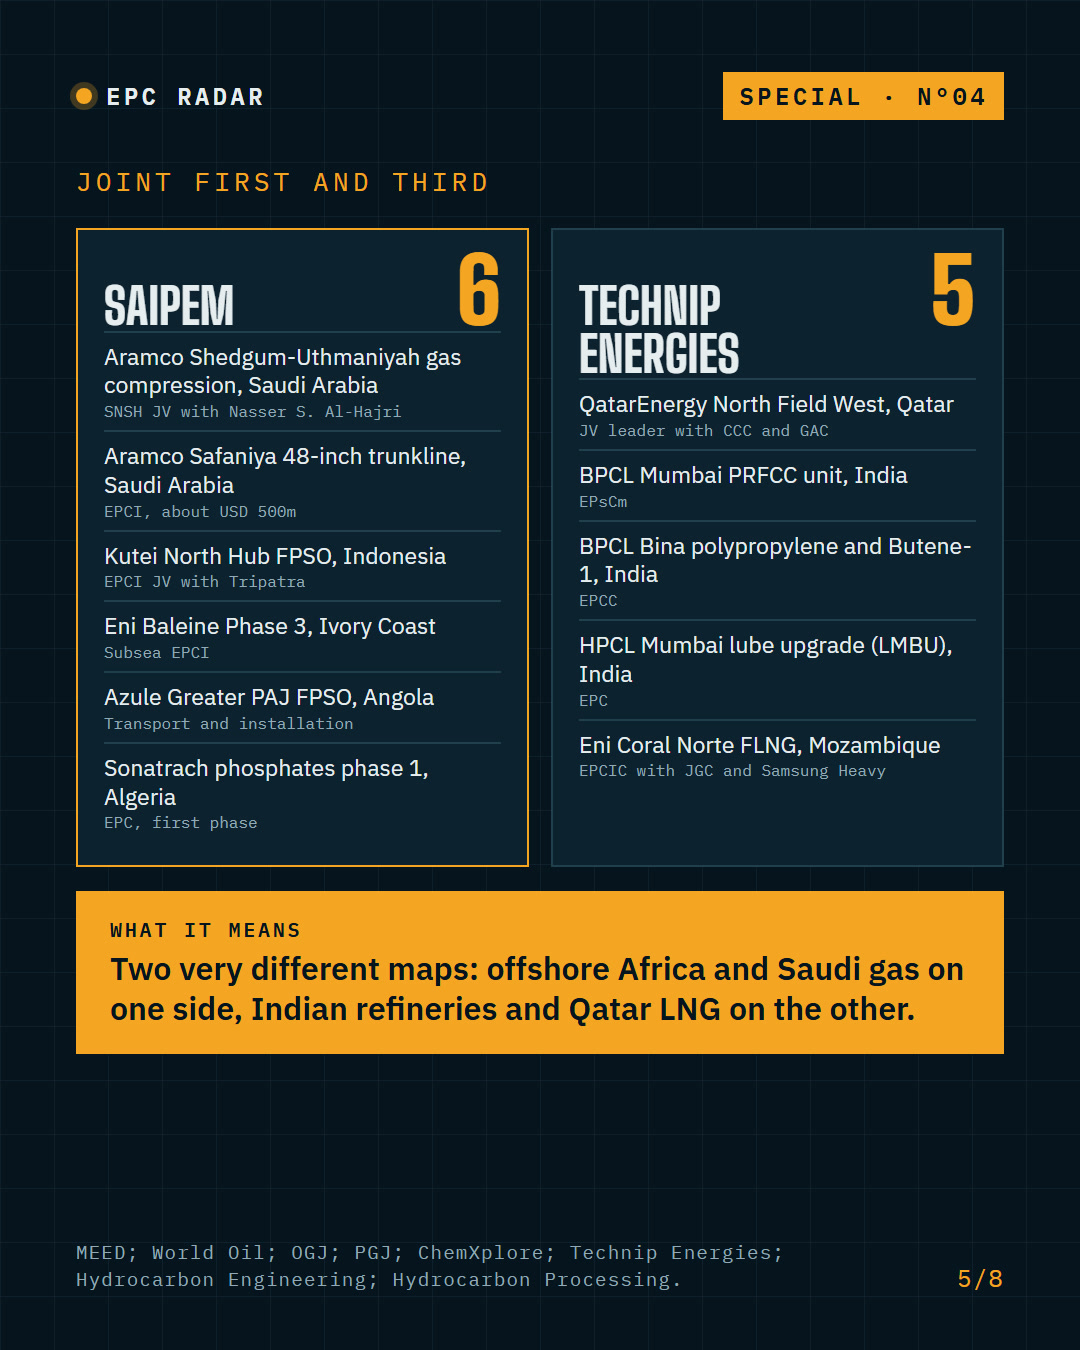 EPC RADAR
SPECIAL · N°04
JOINT FIRST AND THIRD
SAIPEM
6
Aramco Shedgum-Uthmaniyah gas
compression, Saudi Arabia
SNSH JV with Nasser S. Al-Hajri
Aramco Safaniya 48-inch trunkline,
Saudi Arabia
EPCI, about USD 500m
Kutei North Hub FPSO, Indonesia
EPCI JV with Tripatra
Eni Baleine Phase 3, Ivory Coast
Subsea EPCI
Azule Greater PAJ FPSO, Angola
Transport and installation
Sonatrach phosphates phase 1,
Algeria
EPC, first phase
TECHNIP
ENERGIES
5
QatarEnergy North Field West, Qatar
JV leader with CCC and GAC
BPCL Mumbai PRFCC unit, India
EPsCm
BPCL Bina polypropylene and Butene-
1, India
EPCC
HPCL Mumbai lube upgrade (LMBU),
India
EPC
Eni Coral Norte FLNG, Mozambique
EPCIC with JGC and Samsung Heavy
WHAT IT MEANS
Two very different maps: offshore Africa and Saudi gas on
one side, Indian refineries and Qatar LNG on the other.
MEED; World Oil; OGJ; PGJ; ChemXplore; Technip Energies;
Hydrocarbon Engineering; Hydrocarbon Processing.
5/8